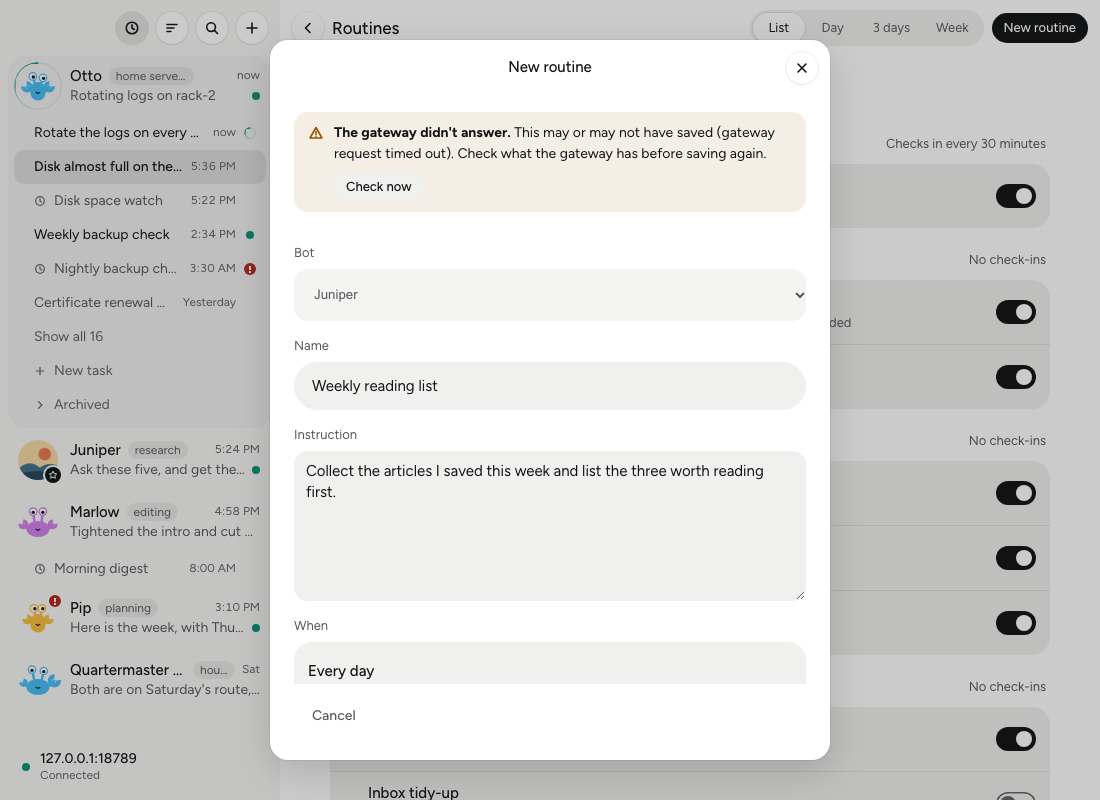 Routines
List
Day
3 days
Week
New routine
Otto
home serve...
now
Rotating logs on rack-2
Rotate the logs on every ...
now
Disk almost full on the...
5:36 PM
Disk space watch
5:22 PM
Weekly backup check
2:34 PM
Nightly backup ch...
3:30 AM
Certificate renewal ...
Yesterday
Show all 16
New task
Archived
Juniper
research
5:24 PM
Ask these five, and get the...
Marlow
editing
4:58 PM
Tightened the intro and cut ...
Morning digest
8:00 AM
Pip
planning
3:10 PM
Here is the week, with Thu...
Quartermaster ...
hou...
Sat
Both are on Saturday's route,...
127.0.0.1:18789
Connected
New routine
The gateway didn't answer. This may or may not have saved (gateway
request timed out). Check what the gateway has before saving again.
Check now
Bot
Juniper
Name
Weekly reading list
Instruction
Collect the articles I saved this week and list the three worth reading
first.
When
Every day
Cancel
Checks in every 30 minutes
No check-ins
ded
No check-ins
No check-ins
Inbox tidy-up